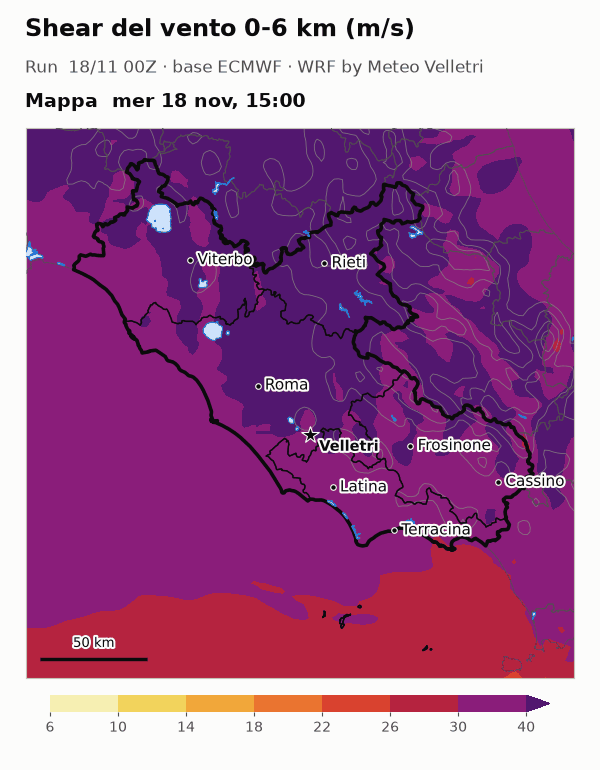 Shear del vento 0-6 km (m/s)
Run 18/11 00Z · base ECMWF · WRF by Meteo Velletri
Mappa mer 18 nov, 15:00
Viterbo
Rieti
Roma
Velletri
Frosinone
Cassino
Latina
Terracina
50 km
6 10 14 18 22 26 30 40